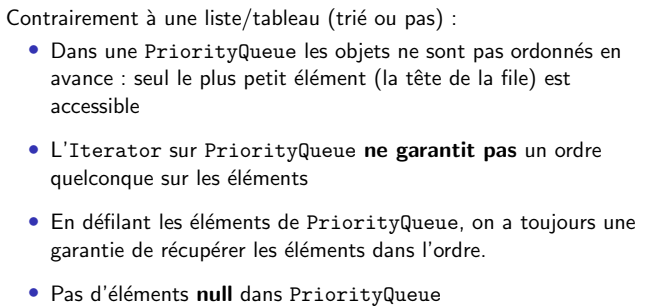 Contrairement à une liste/tableau (trié ou pas) :
• Dans une PriorityQueue les objets ne sont pas ordonnés en
avance : seul le plus petit élément (la tête de la file) est
accessible
• L'Iterator sur PriorityQueue ne garantit pas un ordre
quelconque sur les éléments
• En défilant les éléments de PriorityQueue, on a toujours une
garantie de récupérer les éléments dans l'ordre.
• Pas d'éléments null dans PriorityQueue